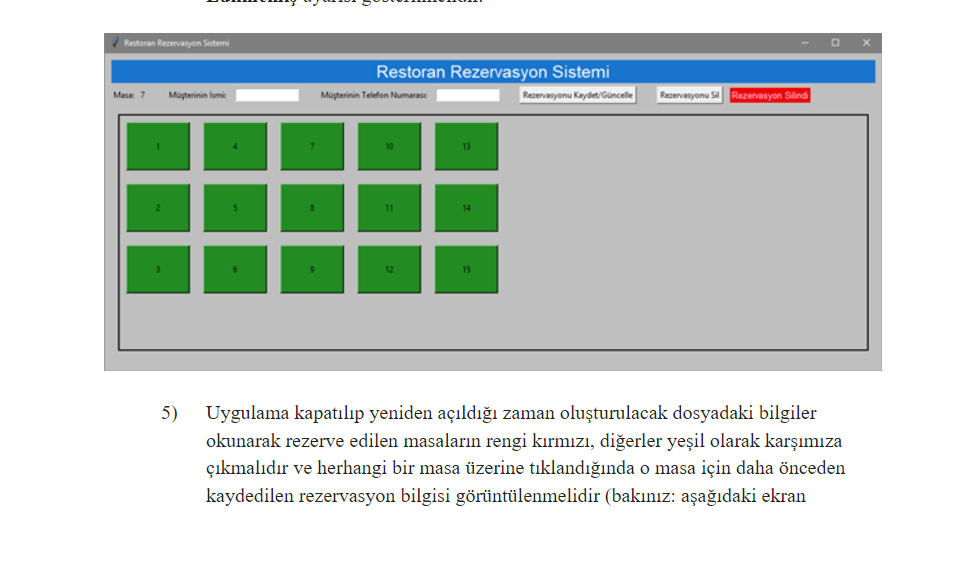 Edilmemiş uyarısı gösterilmelidir.
Restoran Rezervasyon Sistemi
Restoran Rezervasyon Sistemi
Masa: 7 Müşterinin İsmi: Müşterinin Telefon Numarası: Rezervasyonu Kaydet/Güncelle Rezervasyonu Sil Rezervasyon Silindi
1 4 7 10 13
2 5 8 11 14
3 6 9 12 15
5) Uygulama kapatılıp yeniden açıldığı zaman oluşturulacak dosyadaki bilgiler
okunarak rezerve edilen masaların rengi kırmızı, diğerler yeşil olarak karşımıza
çıkmalıdır ve herhangi bir masa üzerine tıklandığında o masa için daha önceden
kaydedilen rezervasyon bilgisi görüntülenmelidir (bakınız: aşağıdaki ekran